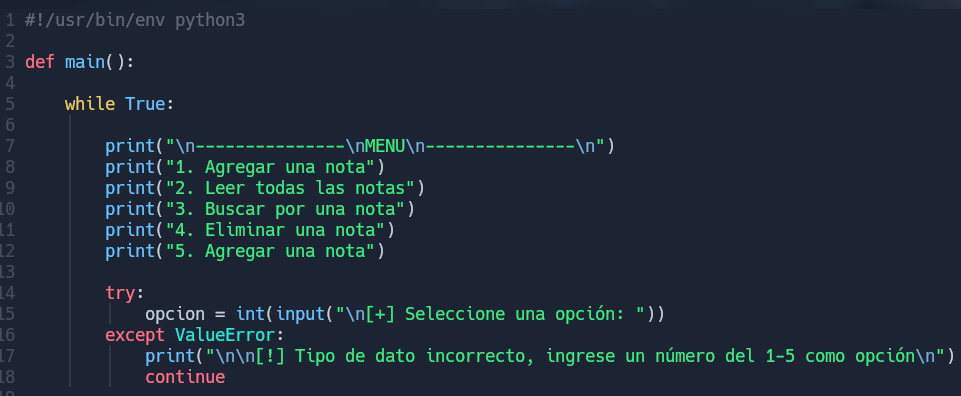 1 #!/usr/bin/env python3
2
3 def main():
4
5     while True:
6
7         print("\n---------------\nMENU\n---------------\n")
8         print("1. Agregar una nota")
9         print("2. Leer todas las notas")
10         print("3. Buscar por una nota")
11         print("4. Eliminar una nota")
12         print("5. Agregar una nota")
13
14         try:
15             opcion = int(input("\n[+] Seleccione una opción: "))
16         except ValueError:
17             print("\n\n[!] Tipo de dato incorrecto, ingrese un número del 1-5 como opción\n")
18             continue